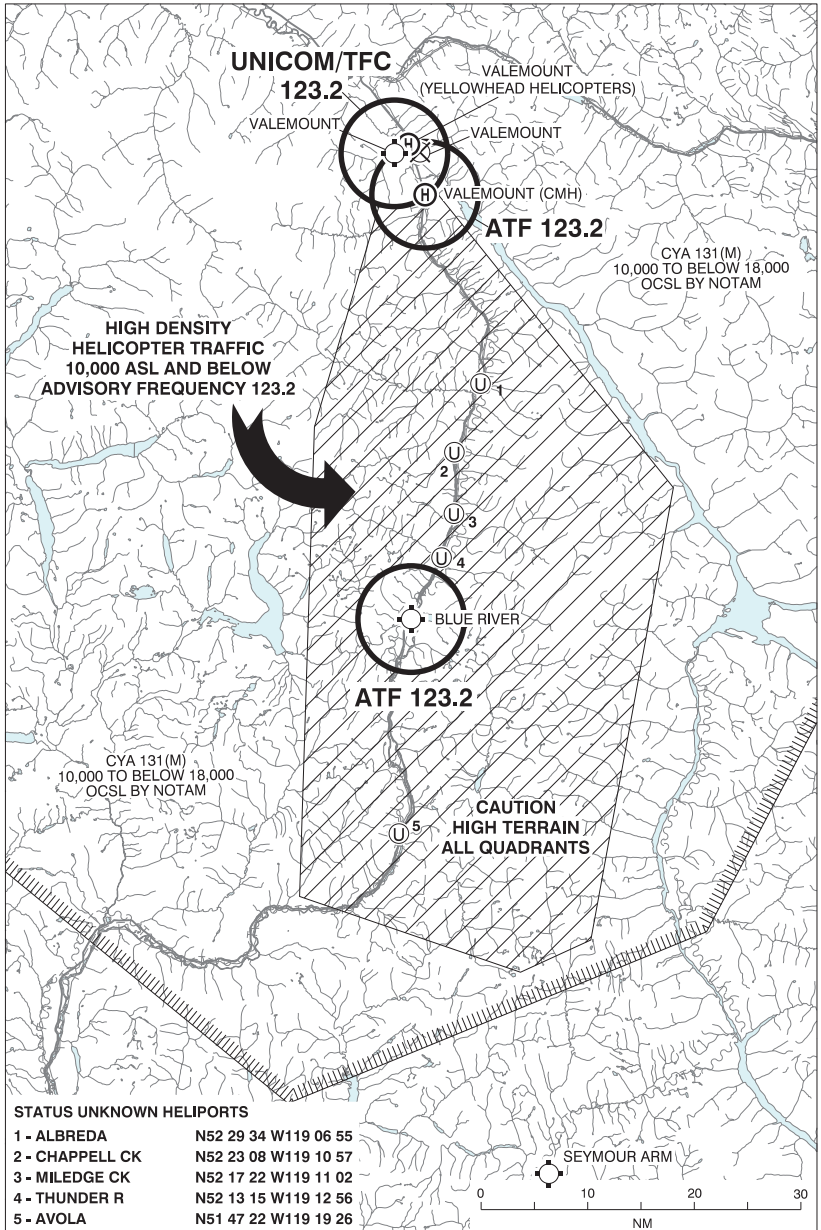 UNICOM/TFC
123.2
VALEMOUNT
(YELLOWHEAD HELICOPTERS)
VALEMOUNT
VALEMOUNT
H
H
VALEMOUNT (CMH)
ATF 123.2
CYA 131(M)
10,000 TO BELOW 18,000
OCSL BY NOTAM
HIGH DENSITY
HELICOPTER TRAFFIC
10,000 ASL AND BELOW
ADVISORY FREQUENCY 123.2
U 1
U 2
U 3
U 4
BLUE RIVER
ATF 123.2
CYA 131(M)
10,000 TO BELOW 18,000
OCSL BY NOTAM
CAUTION
HIGH TERRAIN
ALL QUADRANTS
U 5
STATUS UNKNOWN HELIPORTS
1 - ALBREDA N52 29 34 W119 06 55
2 - CHAPPELL CK N52 23 08 W119 10 57
3 - MILEDGE CK N52 17 22 W119 11 02
4 - THUNDER R N52 13 15 W119 12 56
5 - AVOLA N51 47 22 W119 19 26
SEYMOUR ARM
0 10 20 30
NM